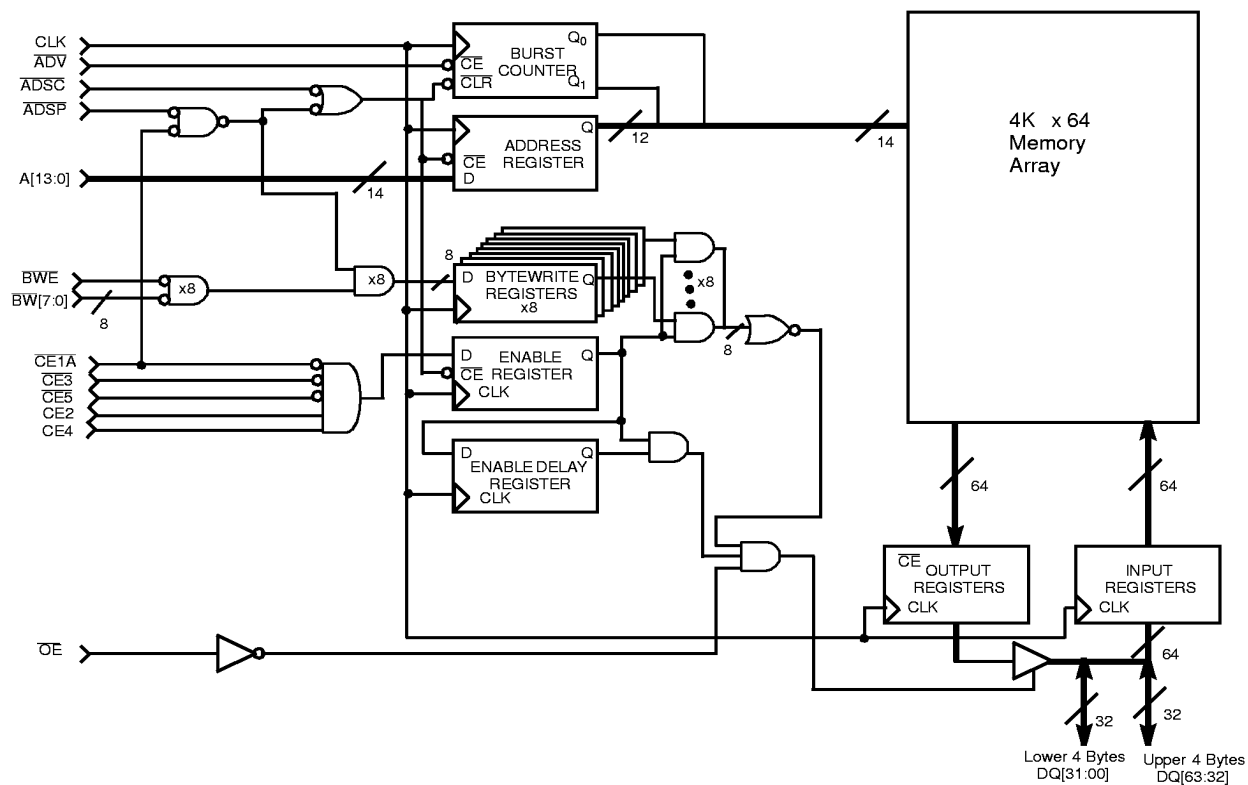 CLK
ADV
ADSC
ADSP
A[13:0]
14
BWE
BW[7:0]
8
x8
x8
CE1A
CE3
CE5
CE2
CE4
OE
BURST
COUNTER
CE
CLR
Q0
Q1
ADDRESS
REGISTER
CE
D
Q
12
14
4K x 64
Memory
Array
8
D
BYTEWRITE
REGISTERS
x8
Q
x8
8
D
ENABLE
REGISTER
CE
CLK
Q
D
ENABLE DELAY
REGISTER
CLK
Q
64
64
CE
OUTPUT
REGISTERS
CLK
INPUT
REGISTERS
CLK
64
32
32
Lower 4 Bytes
DQ[31:00]
Upper 4 Bytes
DQ[63:32]